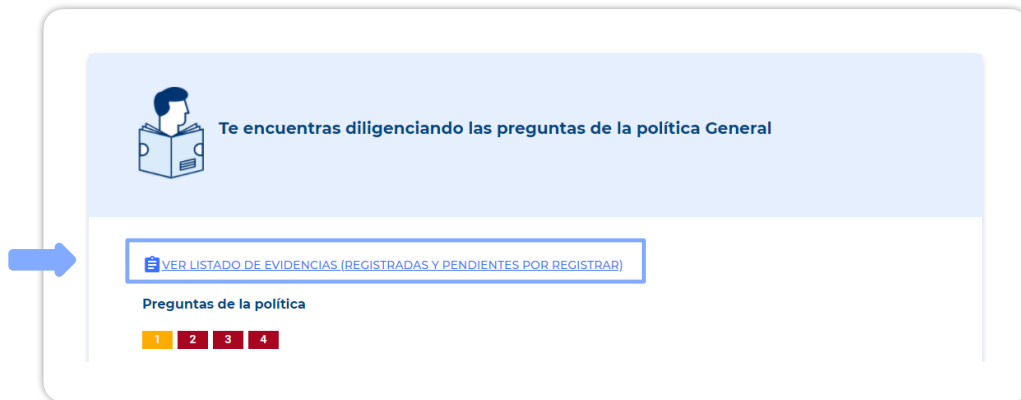 Te encuentras diligenciando las preguntas de la política General
VER LISTADO DE EVIDENCIAS (REGISTRADAS Y PENDIENTES POR REGISTRAR)
Preguntas de la política
1 2 3 4